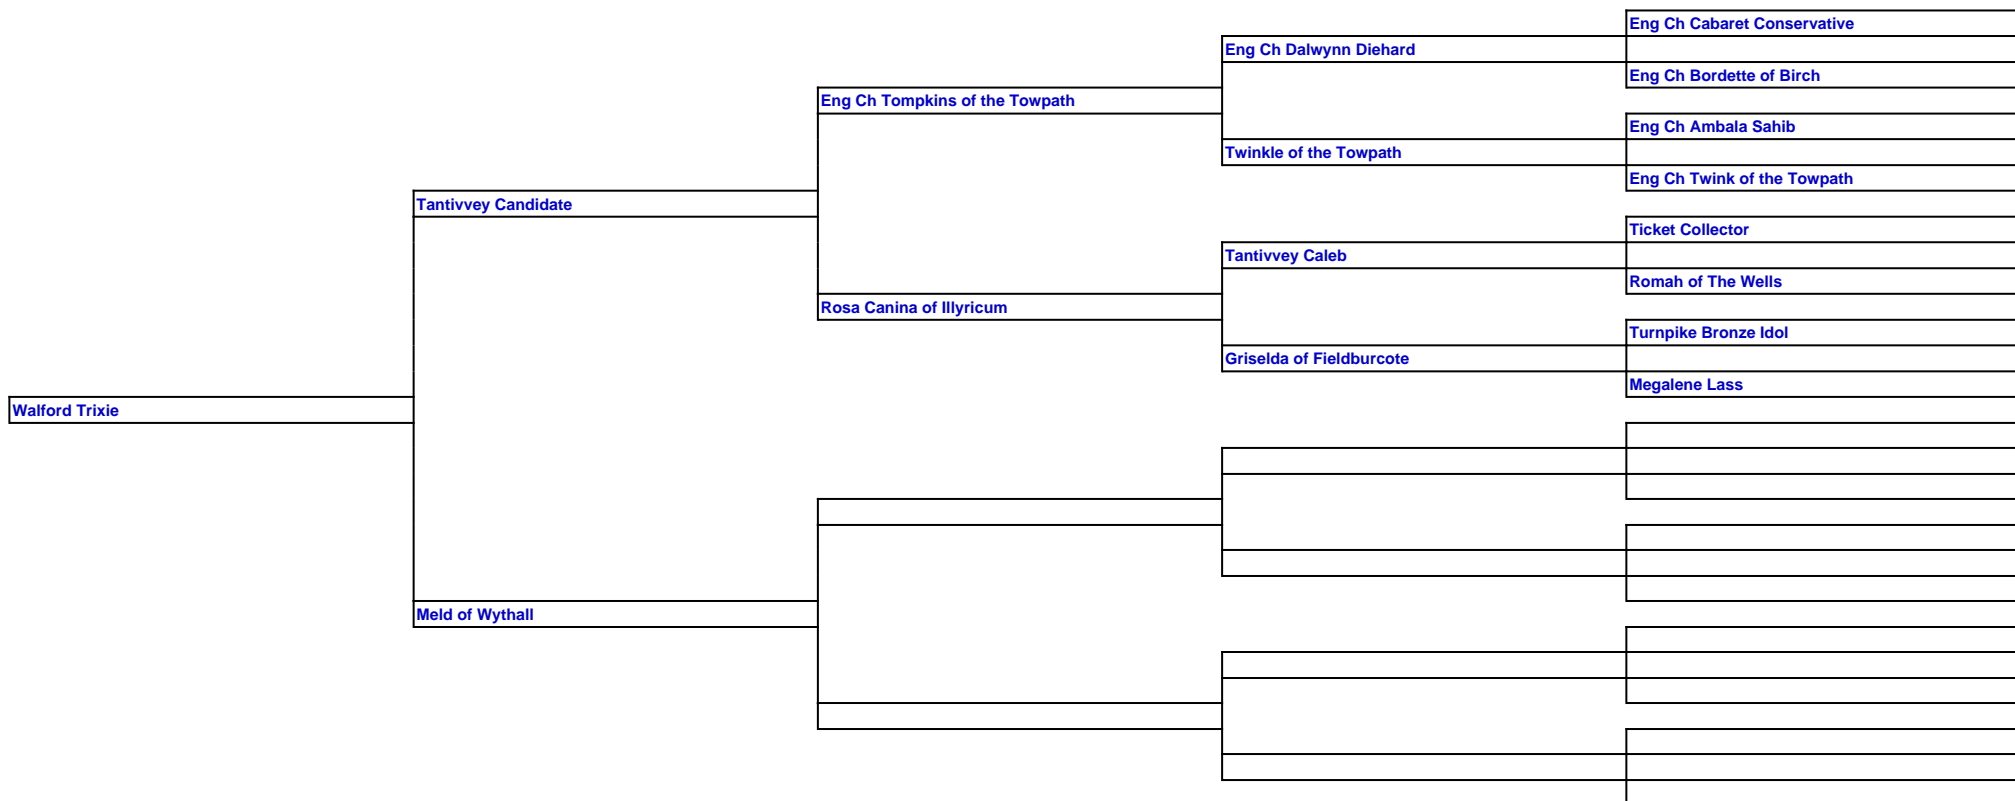 Eng Ch Cabaret Conservative
Eng Ch Dalwynn Diehard
Eng Ch Bordette of Birch
Eng Ch Tompkins of the Towpath
Eng Ch Ambala Sahib
Twinkle of the Towpath
Eng Ch Twink of the Towpath
Tantivvey Candidate
Ticket Collector
Tantivvey Caleb
Romah of The Wells
Rosa Canina of Illyricum
Turnpike Bronze Idol
Griselda of Fieldburcote
Megalene Lass
Walford Trixie
Meld of Wythall